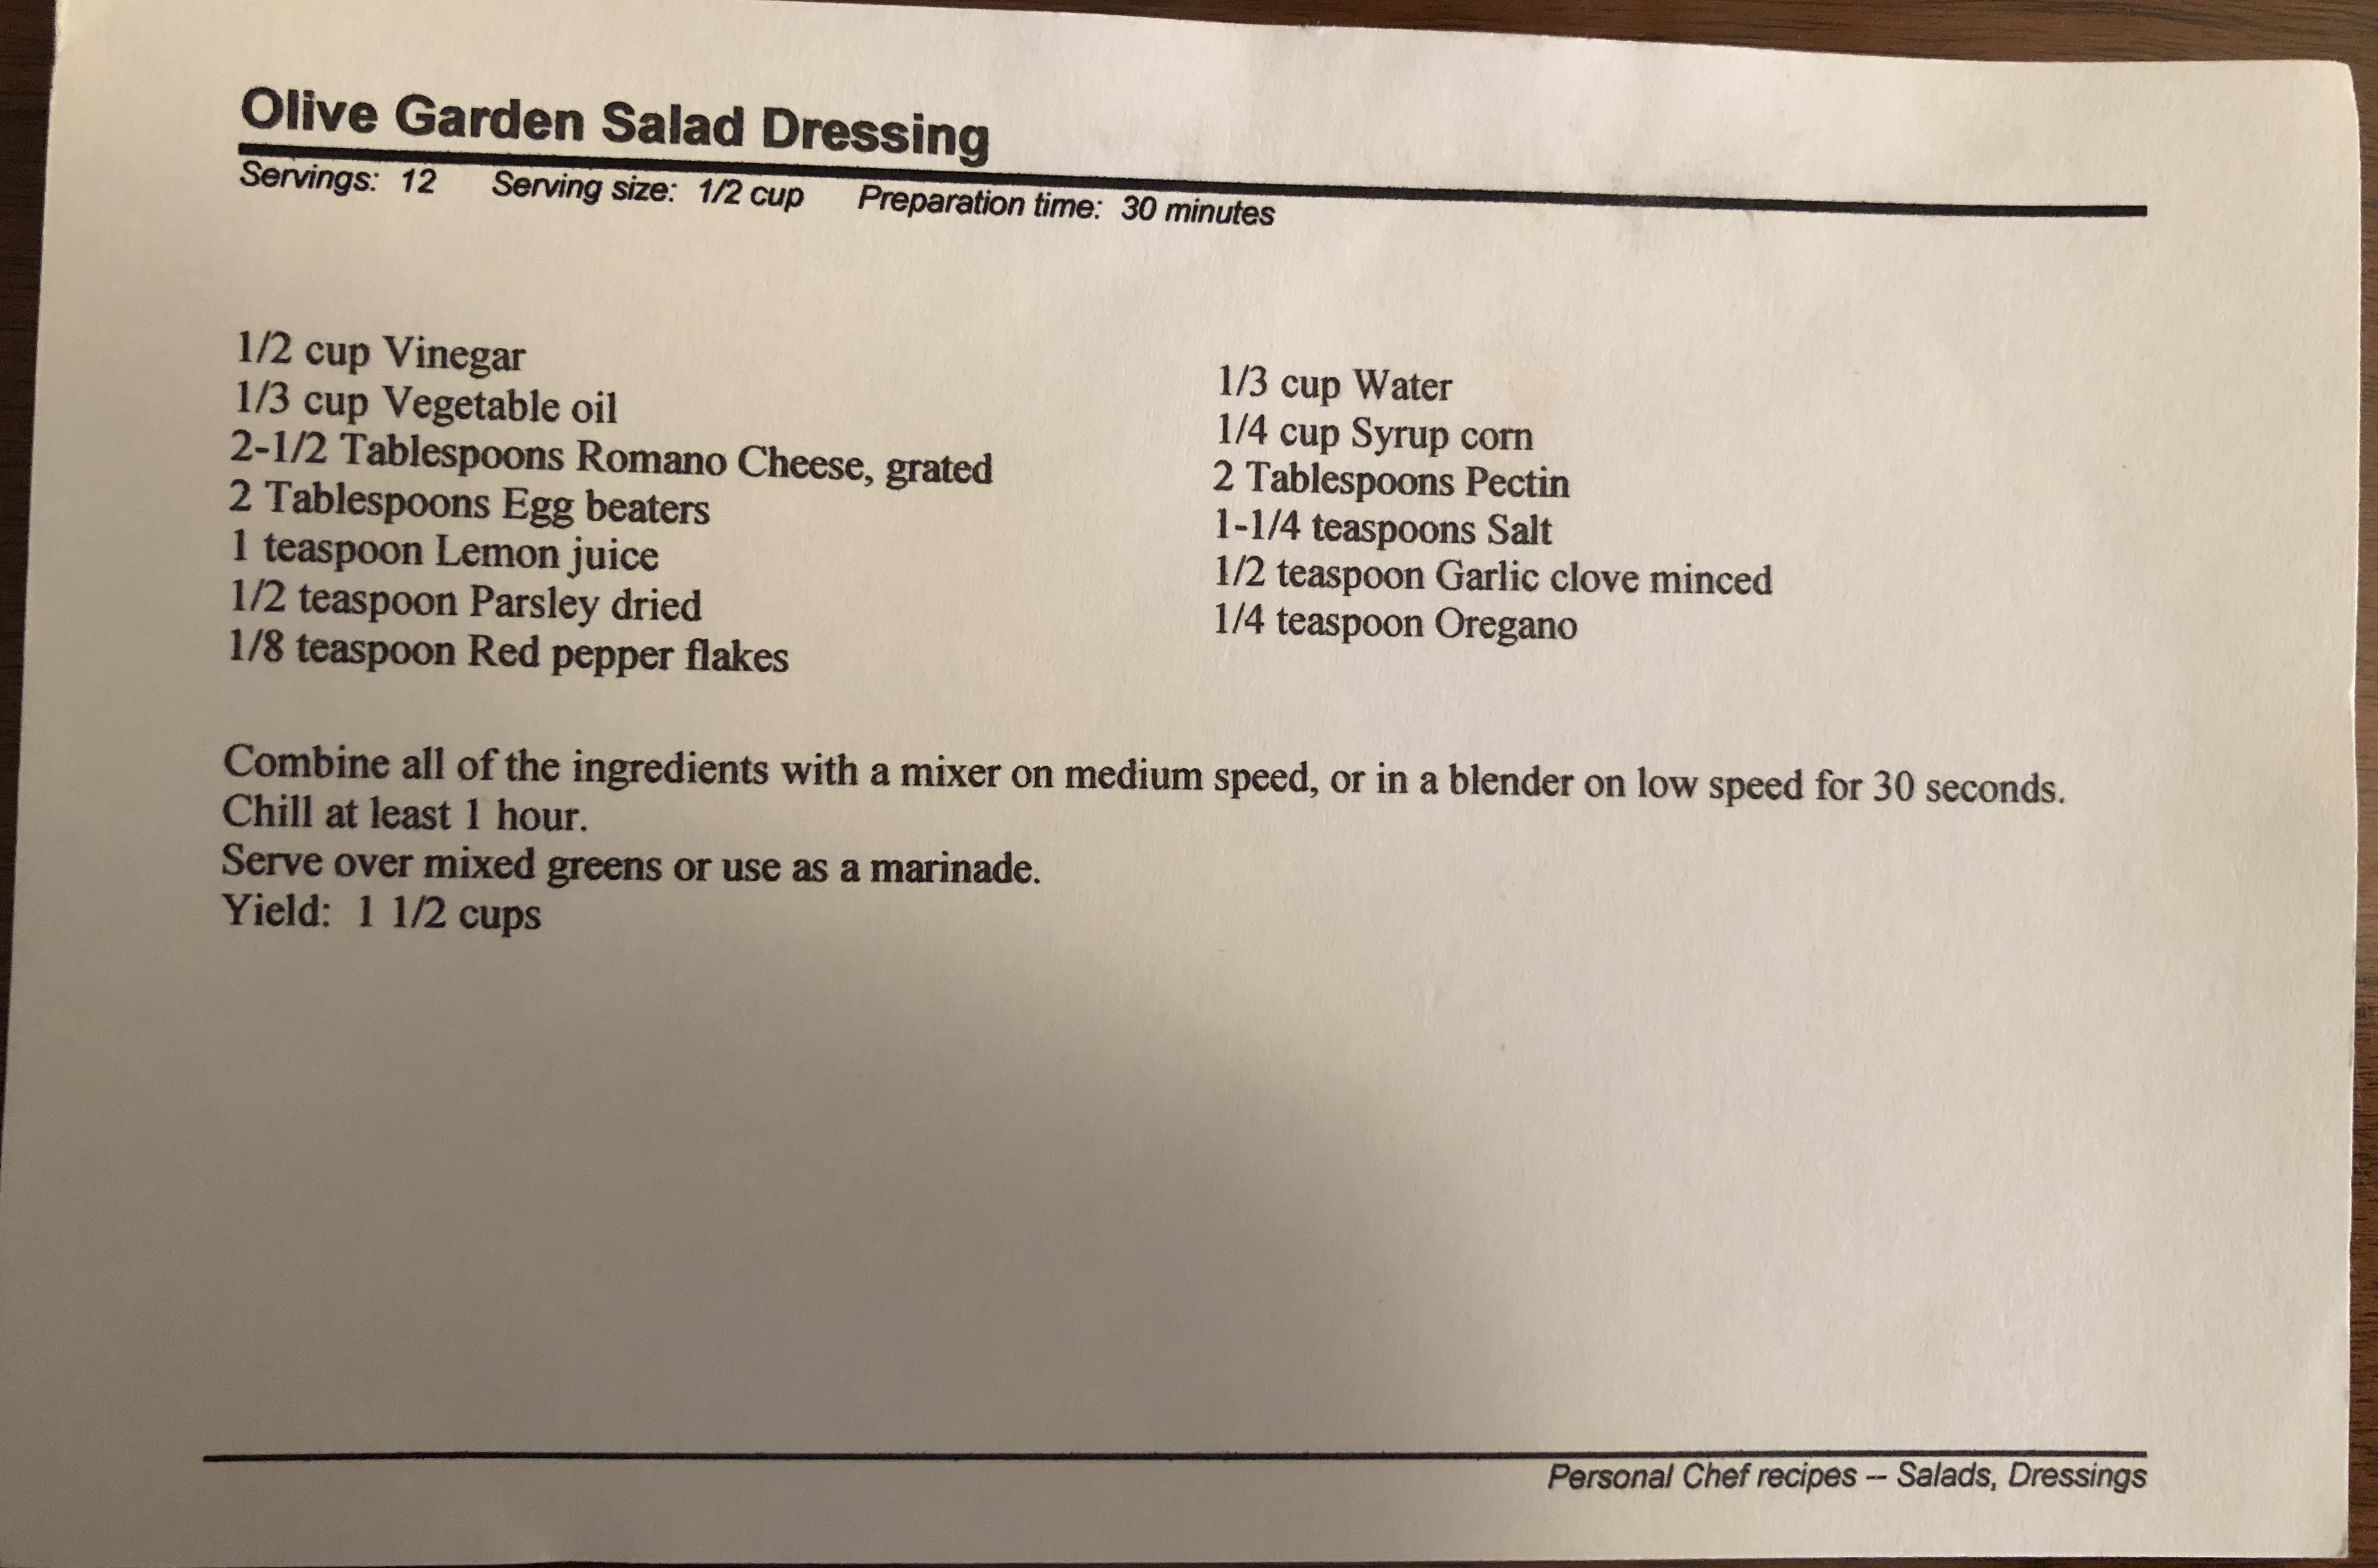 Olive Garden Salad Dressing
Servings: 12 Serving size: 1/2 cup Preparation time: 30 minutes
1/2 cup Vinegar
1/3 cup Vegetable oil
2-1/2 Tablespoons Romano Cheese, grated
2 Tablespoons Egg beaters
1 teaspoon Lemon juice
1/2 teaspoon Parsley dried
1/8 teaspoon Red pepper flakes
1/3 cup Water
1/4 cup Syrup corn
2 Tablespoons Pectin
1-1/4 teaspoons Salt
1/2 teaspoon Garlic clove minced
1/4 teaspoon Oregano
Combine all of the ingredients with a mixer on medium speed, or in a blender on low speed for 30 seconds.
Chill at least 1 hour.
Serve over mixed greens or use as a marinade.
Yield: 1 1/2 cups
Personal Chef recipes -- Salads, Dressings